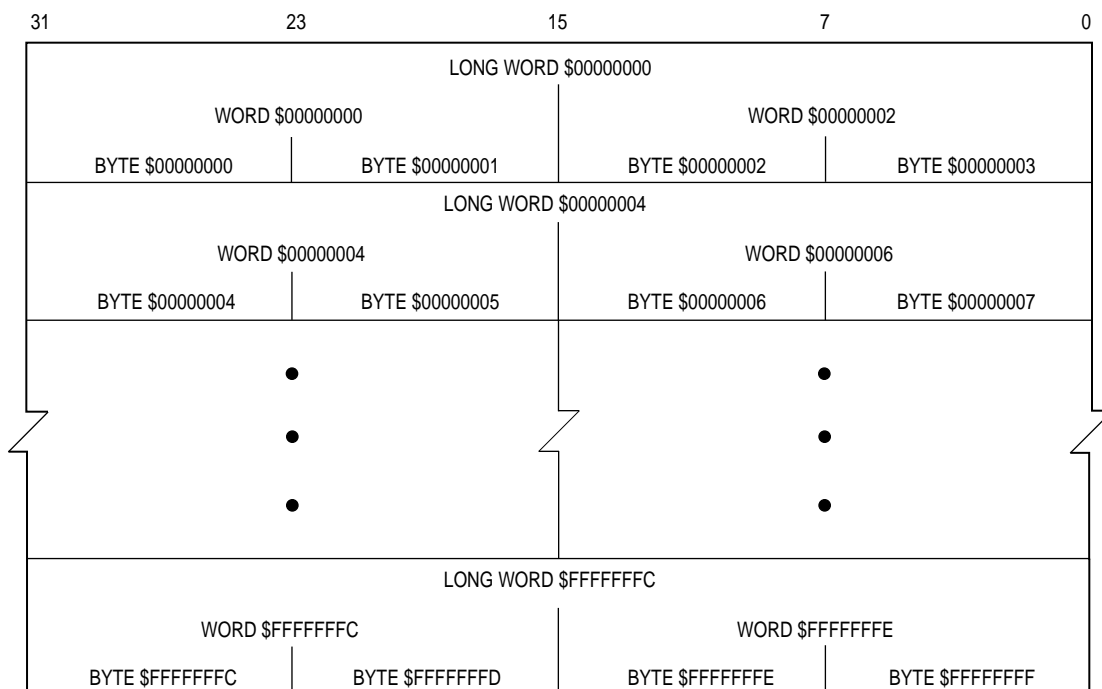 31 23 15 7 0
LONG WORD $00000000
WORD $00000000 WORD $00000002
BYTE $00000000 BYTE $00000001 BYTE $00000002 BYTE $00000003
LONG WORD $00000004
WORD $00000004 WORD $00000006
BYTE $00000004 BYTE $00000005 BYTE $00000006 BYTE $00000007
LONG WORD $FFFFFFFC
WORD $FFFFFFFC WORD $FFFFFFFE
BYTE $FFFFFFFC BYTE $FFFFFFFD BYTE $FFFFFFFE BYTE $FFFFFFFF